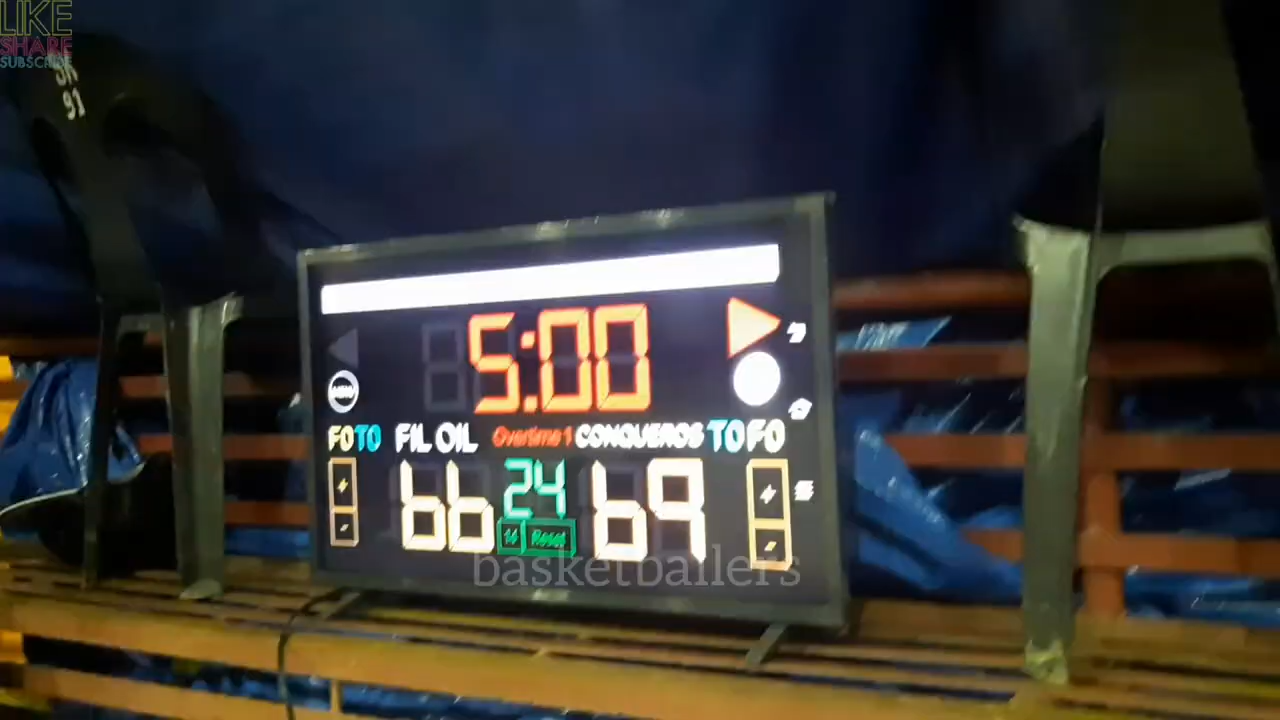 LIKE
SHARE
SUBSCRIBE
91
5:00
FO TO FIL OIL Overtime 1 CONQUEROS TO FO
66 24 69
14 Reset
basketballers